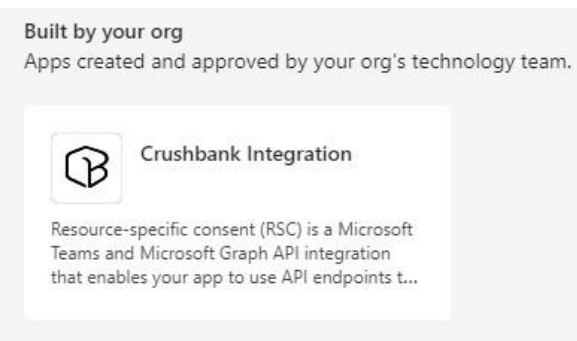 Built by your org
Apps created and approved by your org's technology team.
Crushbank Integration
Resource-specific consent (RSC) is a Microsoft
Teams and Microsoft Graph API integration
that enables your app to use API endpoints t...